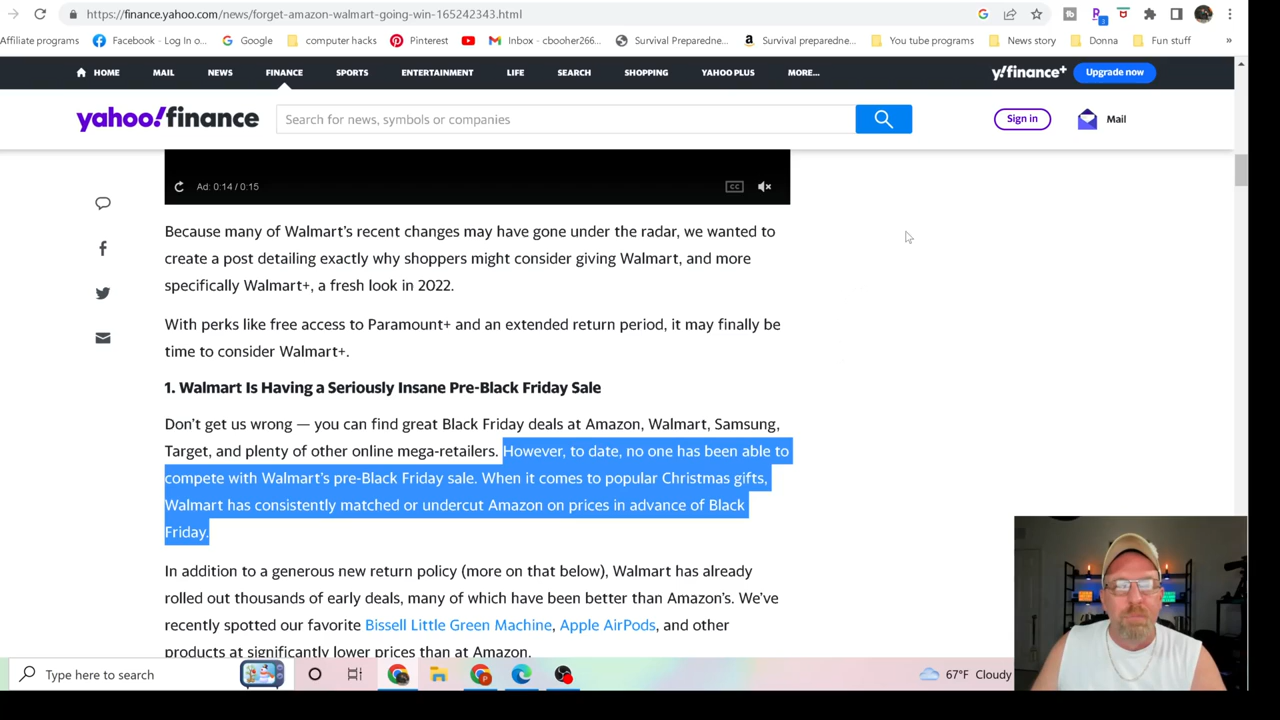 https://finance.yahoo.com/news/forget-amazon-walmart-going-win-165242343.html
Affiliate programs Facebook - Log In o... Google computer hacks Pinterest Inbox - cbooher266... Survival Preparedne... Survival preparedne... You tube programs News story Donna Fun stuff »
HOME MAIL NEWS FINANCE SPORTS ENTERTAINMENT LIFE SEARCH SHOPPING YAHOO PLUS MORE... y!finance+ Upgrade now
yahoo!finance Search for news, symbols or companies Sign in Mail
Ad: 0:14 / 0:15 CC
Because many of Walmart's recent changes may have gone under the radar, we wanted to
create a post detailing exactly why shoppers might consider giving Walmart, and more
specifically Walmart+, a fresh look in 2022.
With perks like free access to Paramount+ and an extended return period, it may finally be
time to consider Walmart+.
1. Walmart Is Having a Seriously Insane Pre-Black Friday Sale
Don't get us wrong — you can find great Black Friday deals at Amazon, Walmart, Samsung,
Target, and plenty of other online mega-retailers. However, to date, no one has been able to
compete with Walmart's pre-Black Friday sale. When it comes to popular Christmas gifts,
Walmart has consistently matched or undercut Amazon on prices in advance of Black
Friday.
In addition to a generous new return policy (more on that below), Walmart has already
rolled out thousands of early deals, many of which have been better than Amazon's. We've
recently spotted our favorite Bissell Little Green Machine, Apple AirPods, and other
products at significantly lower prices than at Amazon.
Type here to search 67°F Cloudy